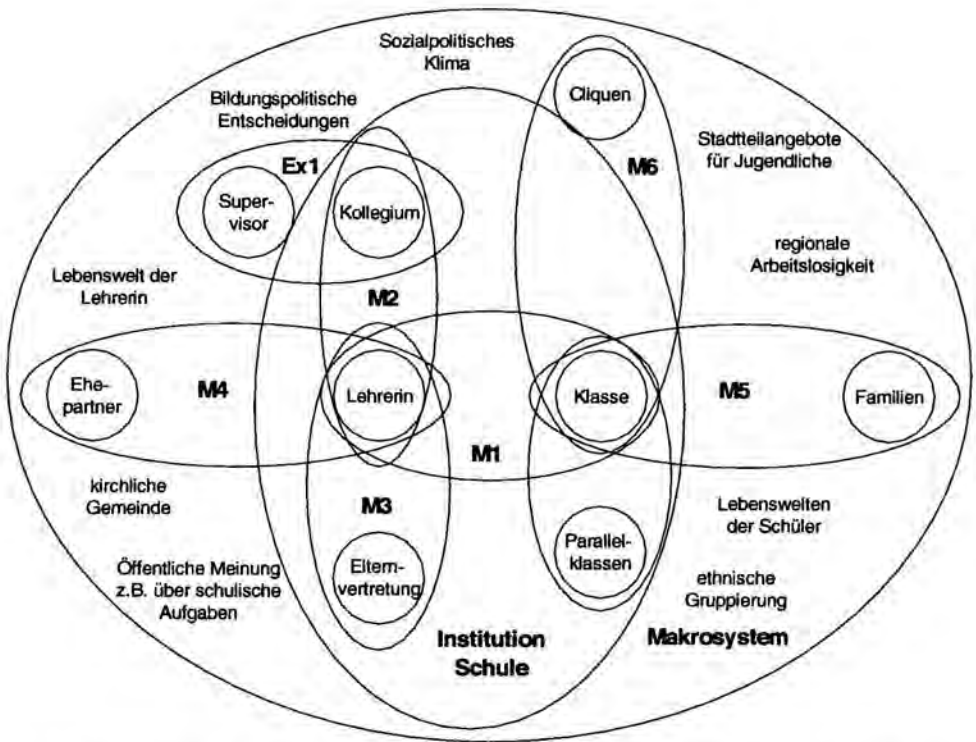 Sozialpolitisches
Klima
Cliquen
Bildungspolitische
Entscheidungen
Stadtteilangebote
für Jugendliche
Ex1
M6
Super-
visor
Kollegium
regionale
Arbeitslosigkeit
Lebenswelt der
Lehrerin
M2
Ehe-
partner
M4
Lehrerin
Klasse
M5
Familien
M1
kirchliche
Gemeinde
M3
Lebenswelten
der Schüler
Öffentliche Meinung
z.B. über schulische
Aufgaben
Eltern-
vertretung
Parallel-
klassen
ethnische
Gruppierung
Institution
Schule
Makrosystem